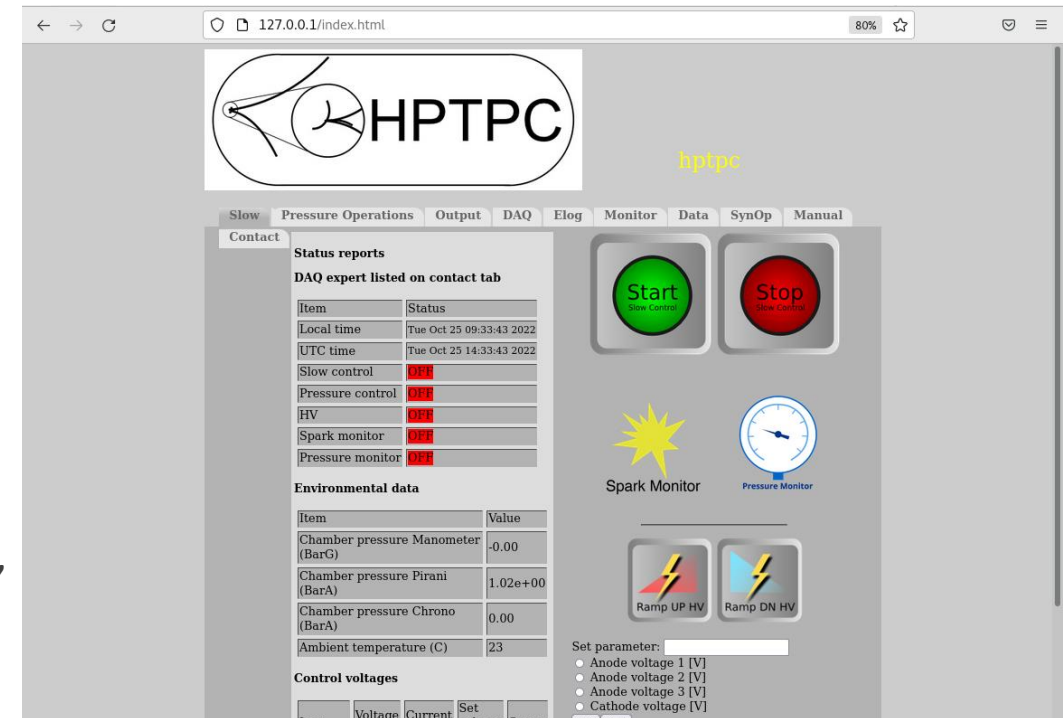 127.0.0.1/index.html
80%
HPTPC
hptpc
Slow Pressure Operations Output DAQ Elog Monitor Data SynOp Manual
Contact
Status reports
DAQ expert listed on contact tab
Item Status
Local time Tue Oct 25 09:33:43 2022
UTC time Tue Oct 25 14:33:43 2022
Slow control OFF
Pressure control OFF
HV OFF
Spark monitor OFF
Pressure monitor OFF
Environmental data
Item Value
Chamber pressure Manometer
(BarG) -0.00
Chamber pressure Pirani
(BarA) 1.02e+00
Chamber pressure Chrono
(BarA) 0.00
Ambient temperature (C) 23
Control voltages
Voltage Current Set
Start
Slow Control
Stop
Slow Control
Spark Monitor
Pressure Monitor
Ramp UP HV
Ramp DN HV
Set parameter:
Anode voltage 1 [V]
Anode voltage 2 [V]
Anode voltage 3 [V]
Cathode voltage [V]